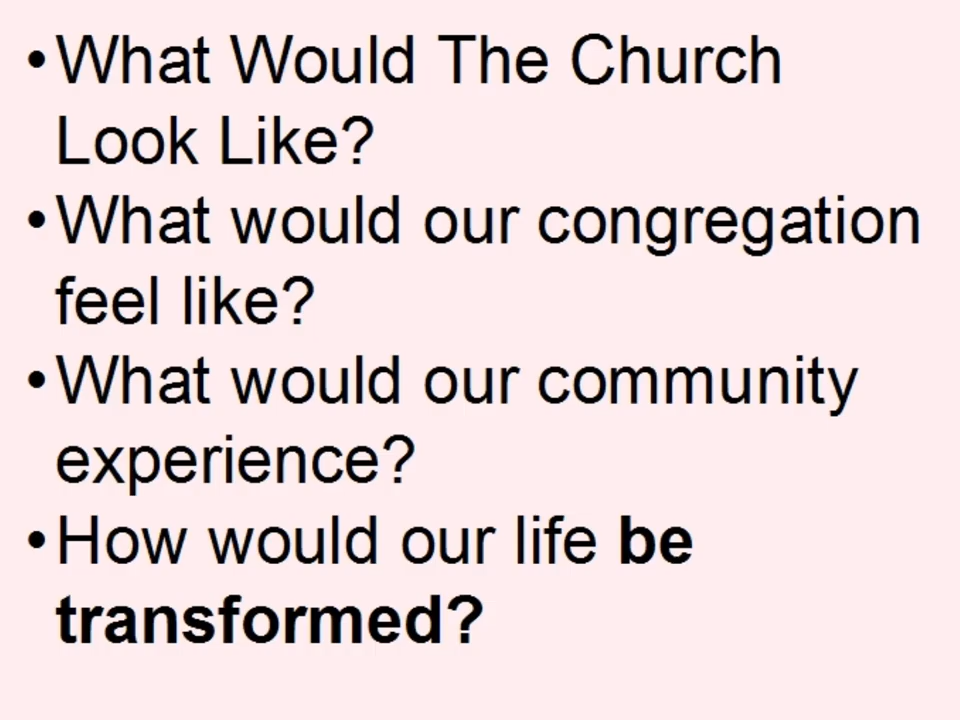 •What Would The Church
Look Like?
•What would our congregation
feel like?
•What would our community
experience?
•How would our life be
transformed?